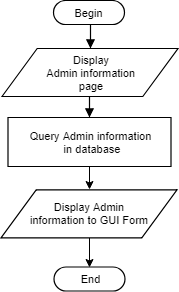 Begin
Display
Admin information
page
Query Admin information
in database
Display Admin
information to GUI Form
End